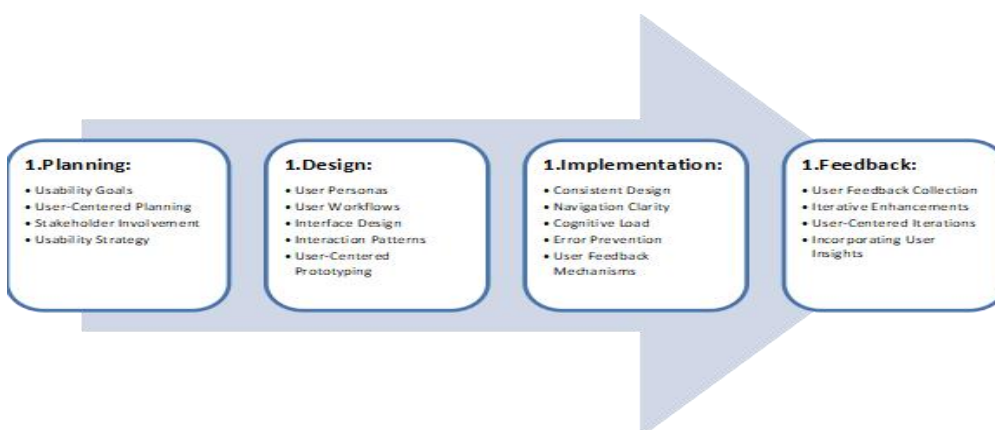 1.Planning:
• Usability Goals
• User-Centered Planning
• Stakeholder Involvement
• Usability Strategy
1.Design:
• User Personas
• User Workflows
• Interface Design
• Interaction Patterns
• User-Centered
Prototyping
1.Implementation:
• Consistent Design
• Navigation Clarity
• Cognitive Load
• Error Prevention
• User Feedback
Mechanisms
1.Feedback:
• User Feedback Collection
• Iterative Enhancements
• User-Centered Iterations
• Incorporating User
Insights